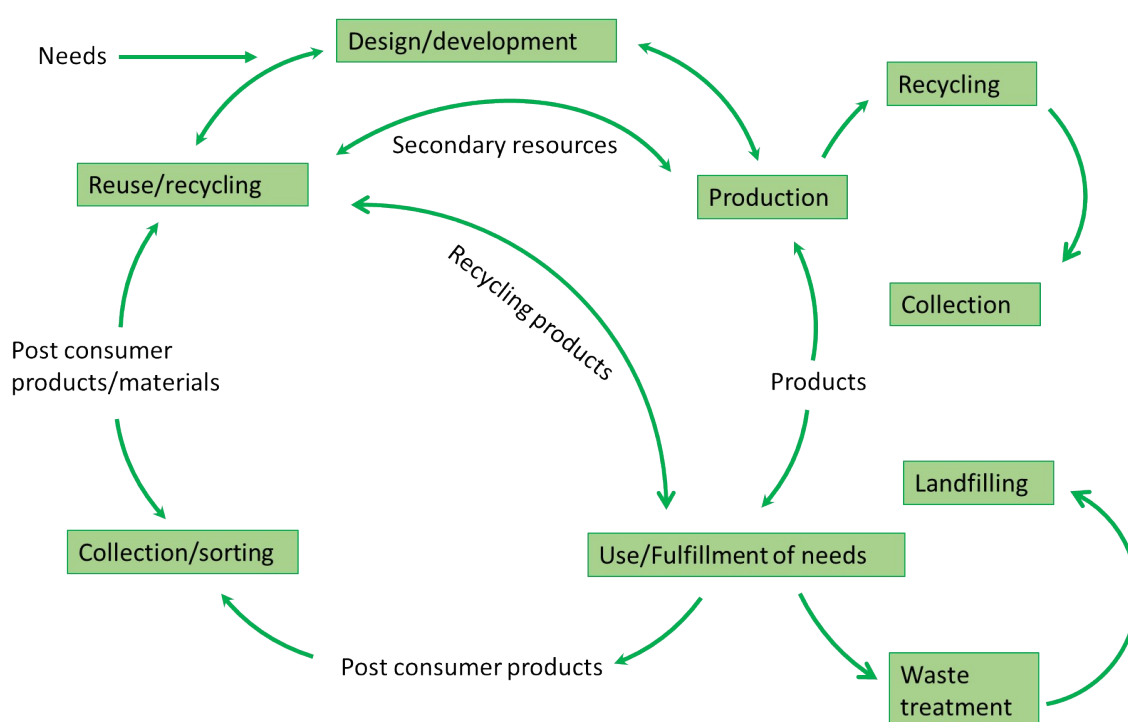 Design/development
Needs
Recycling
Secondary resources
Reuse/recycling
Production
Recycling products
Collection
Post consumer
products/materials
Products
Landfilling
Collection/sorting
Use/Fulfillment of needs
Post consumer products
Waste
treatment